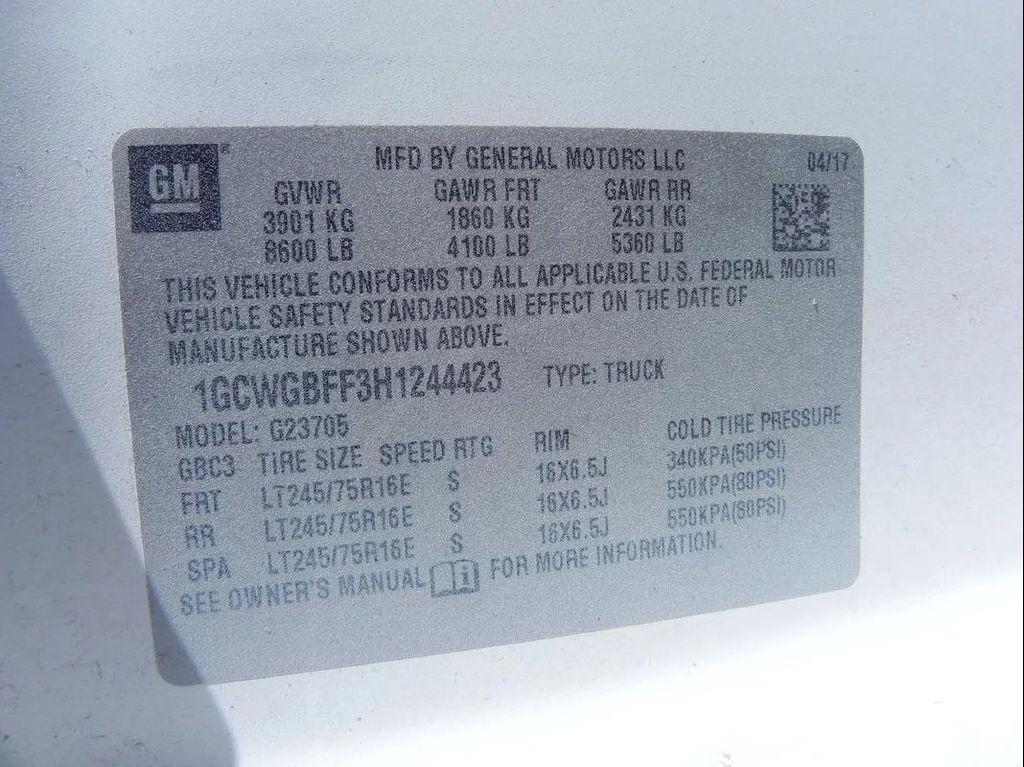 GM®
MFD BY GENERAL MOTORS LLC 04/17
GVWR GAWR FRT GAWR RR
3901 KG 1860 KG 2431 KG
8600 LB 4100 LB 5360 LB
THIS VEHICLE CONFORMS TO ALL APPLICABLE U.S. FEDERAL MOTOR
VEHICLE SAFETY STANDARDS IN EFFECT ON THE DATE OF
MANUFACTURE SHOWN ABOVE.
1GCWGBFF3H1244423 TYPE: TRUCK
MODEL: G23705
GBC3 TIRE SIZE SPEED RTG RIM COLD TIRE PRESSURE
FRT LT245/75R16E S 16X6.5J 340KPA(50PSI)
RR LT245/75R16E S 16X6.5J 550KPA(80PSI)
SPA LT245/75R16E S 16X6.5J 550KPA(80PSI)
SEE OWNER'S MANUAL i FOR MORE INFORMATION.